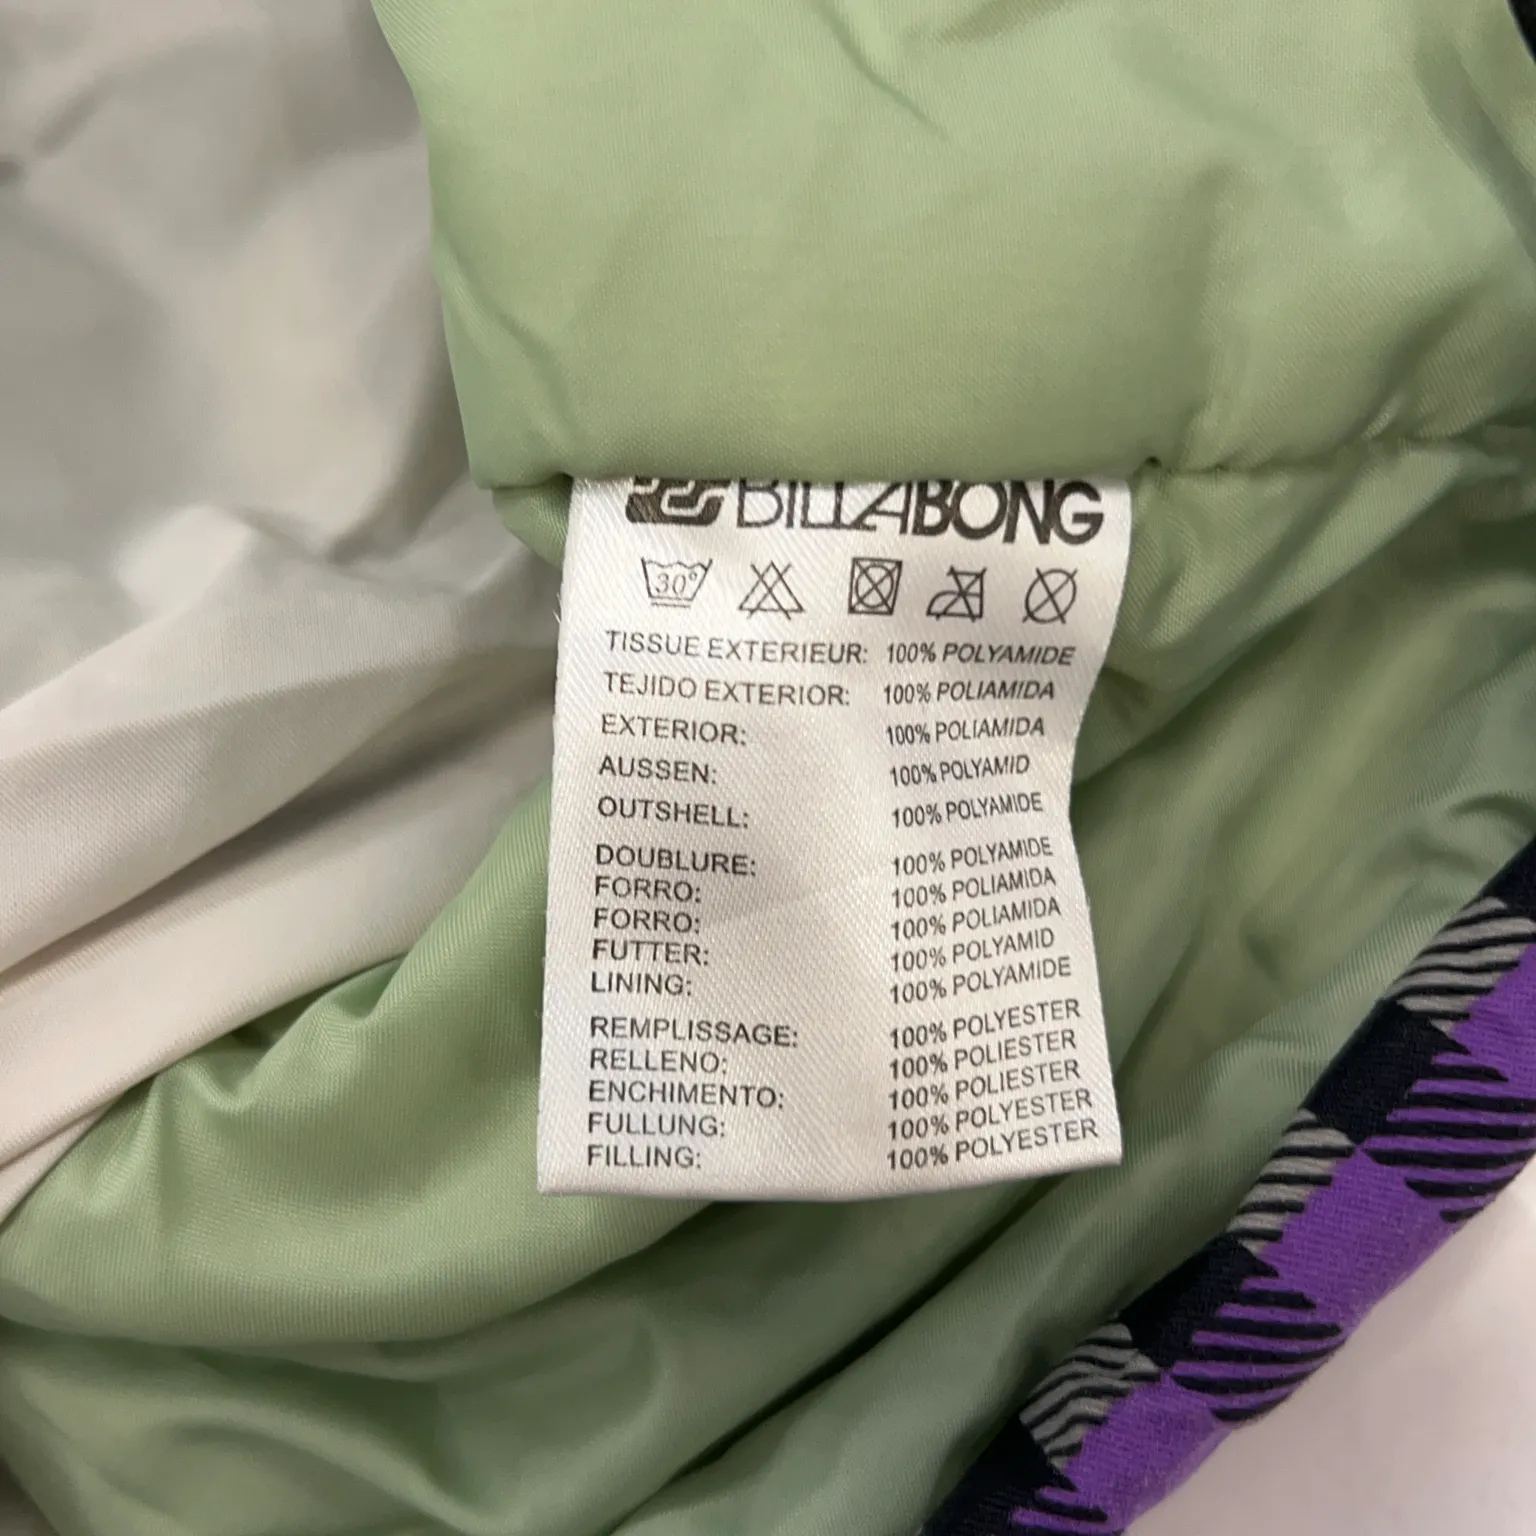 BILLABONG
30°
TISSUE EXTERIEUR: 100% POLYAMIDE
TEJIDO EXTERIOR: 100% POLIAMIDA
EXTERIOR: 100% POLIAMIDA
AUSSEN: 100% POLYAMID
OUTSHELL: 100% POLYAMIDE
DOUBLURE: 100% POLYAMIDE
FORRO: 100% POLIAMIDA
FORRO: 100% POLIAMIDA
FUTTER: 100% POLYAMID
LINING: 100% POLYAMIDE
REMPLISSAGE: 100% POLYESTER
RELLENO: 100% POLIESTER
ENCHIMENTO: 100% POLIESTER
FULLUNG: 100% POLYESTER
FILLING: 100% POLYESTER